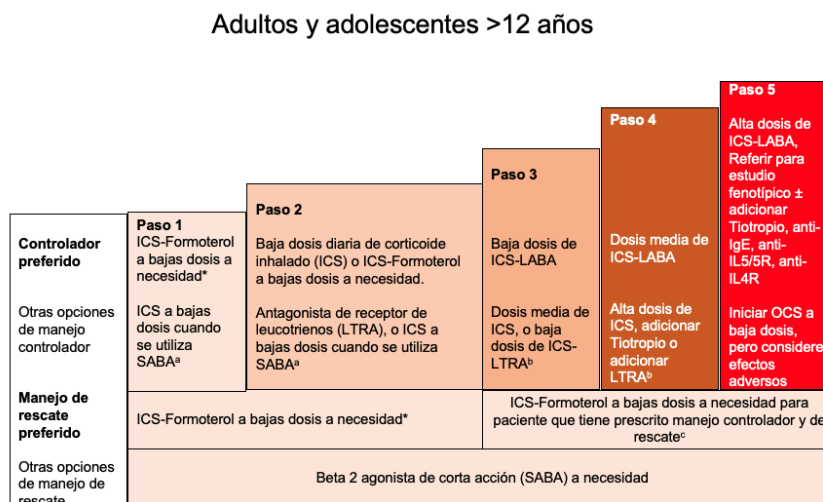 Adultos y adolescentes >12 años
Controlador
preferido
Otras opciones
de manejo
controlador
Manejo de
rescate
preferido
Otras opciones
de manejo de
rescate
Paso 1
ICS-Formoterol
a bajas dosis a
necesidad*
ICS a bajas
dosis cuando
se utiliza
SABAᵃ
Paso 2
Baja dosis diaria de corticoide
inhalado (ICS) o ICS-Formoterol
a bajas dosis a necesidad.
Antagonista de receptor de
leucotrienos (LTRA), o ICS a
bajas dosis cuando se utiliza
SABAᵃ
Paso 3
Baja dosis de
ICS-LABA
Dosis media de
ICS, o baja
dosis de ICS-
LTRAᵇ
Paso 4
Dosis media de
ICS-LABA
Alta dosis de
ICS, adicionar
Tiotropio o
adicionar
LTRAᵇ
Paso 5
Alta dosis de
ICS-LABA,
Referir para
estudio
fenotípico ±
adicionar
Tiotropio, anti-
IgE, anti-
IL5/5R, anti-
IL4R
Iniciar OCS a
baja dosis,
pero considere
efectos
adversos
ICS-Formoterol a bajas dosis a necesidad*
ICS-Formoterol a bajas dosis a necesidad para
paciente que tiene prescrito manejo controlador y de
rescateᶜ
Beta 2 agonista de corta acción (SABA) a necesidad